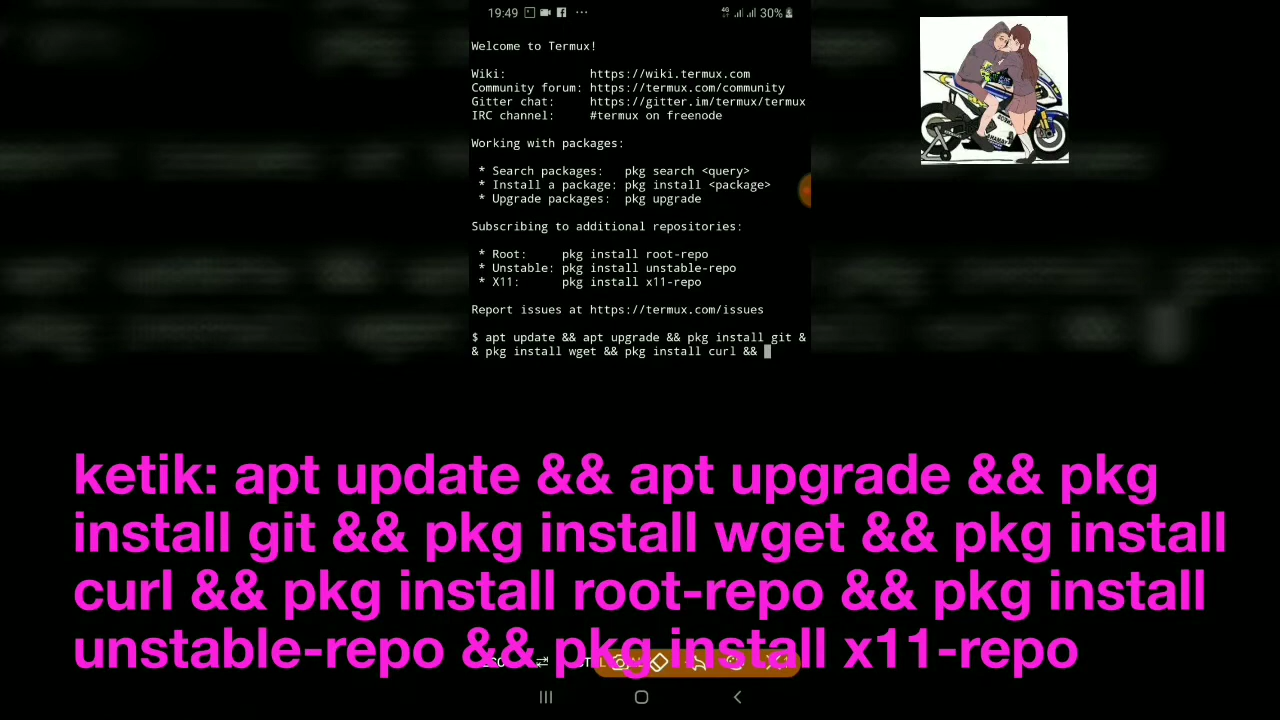 19:49 ... 4G 30%
Welcome to Termux!
Wiki: https://wiki.termux.com
Community forum: https://termux.com/community
Gitter chat: https://gitter.im/termux/termux
IRC channel: #termux on freenode
Working with packages:
* Search packages: pkg search <query>
* Install a package: pkg install <package>
* Upgrade packages: pkg upgrade
Subscribing to additional repositories:
* Root: pkg install root-repo
* Unstable: pkg install unstable-repo
* X11: pkg install x11-repo
Report issues at https://termux.com/issues
$ apt update && apt upgrade && pkg install git &
& pkg install wget && pkg install curl &&
ketik: apt update && apt upgrade && pkg
install git && pkg install wget && pkg install
curl && pkg install root-repo && pkg install
unstable-repo && pkg install x11-repo